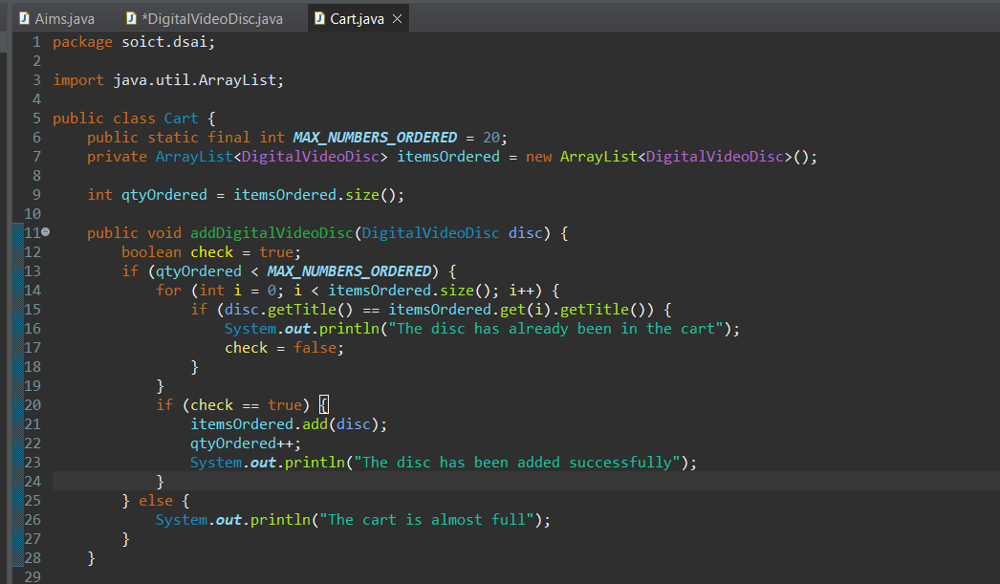 Aims.java *DigitalVideoDisc.java Cart.java
1 package soict.dsai;
2
3 import java.util.ArrayList;
4
5 public class Cart {
6     public static final int MAX_NUMBERS_ORDERED = 20;
7     private ArrayList<DigitalVideoDisc> itemsOrdered = new ArrayList<DigitalVideoDisc>();
8
9     int qtyOrdered = itemsOrdered.size();
10
11     public void addDigitalVideoDisc(DigitalVideoDisc disc) {
12         boolean check = true;
13         if (qtyOrdered < MAX_NUMBERS_ORDERED) {
14             for (int i = 0; i < itemsOrdered.size(); i++) {
15                 if (disc.getTitle() == itemsOrdered.get(i).getTitle()) {
16                     System.out.println("The disc has already been in the cart");
17                     check = false;
18                 }
19             }
20             if (check == true) {
21                 itemsOrdered.add(disc);
22                 qtyOrdered++;
23                 System.out.println("The disc has been added successfully");
24             }
25         } else {
26             System.out.println("The cart is almost full");
27         }
28     }
29